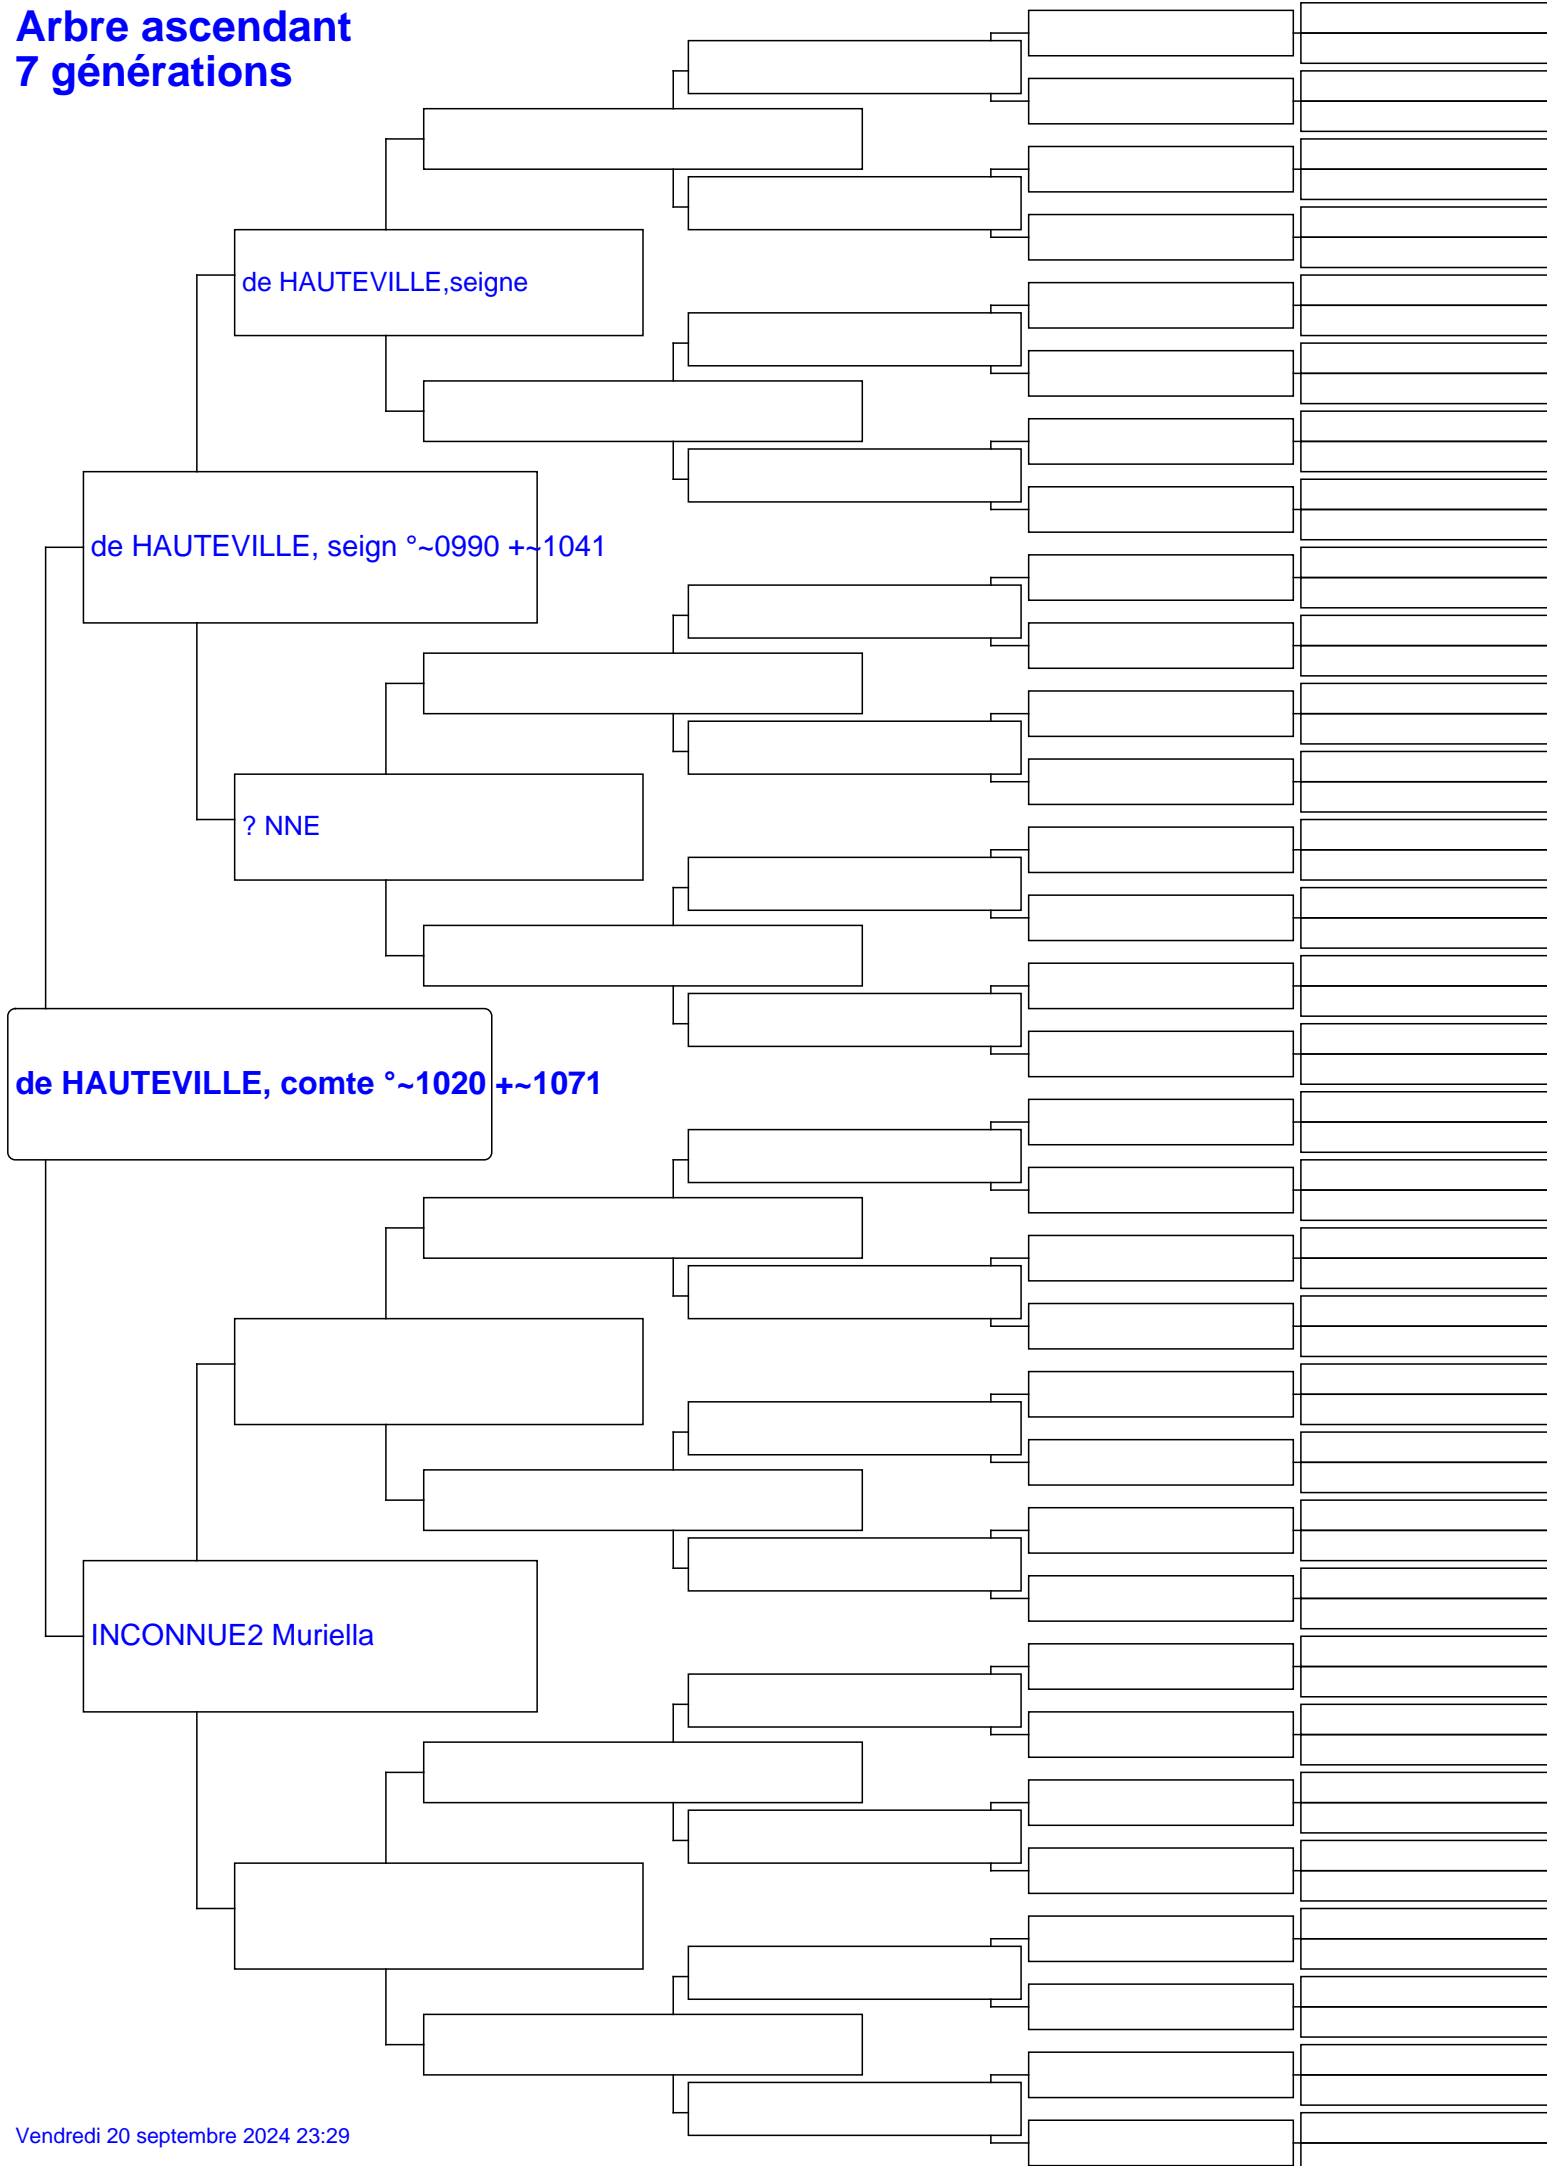 Arbre ascendant
7 générations
de HAUTEVILLE,seigne
de HAUTEVILLE, seign °~0990 +~1041
? NNE
de HAUTEVILLE, comte °~1020 +~1071
INCONNUE2 Muriella
Vendredi 20 septembre 2024 23:29